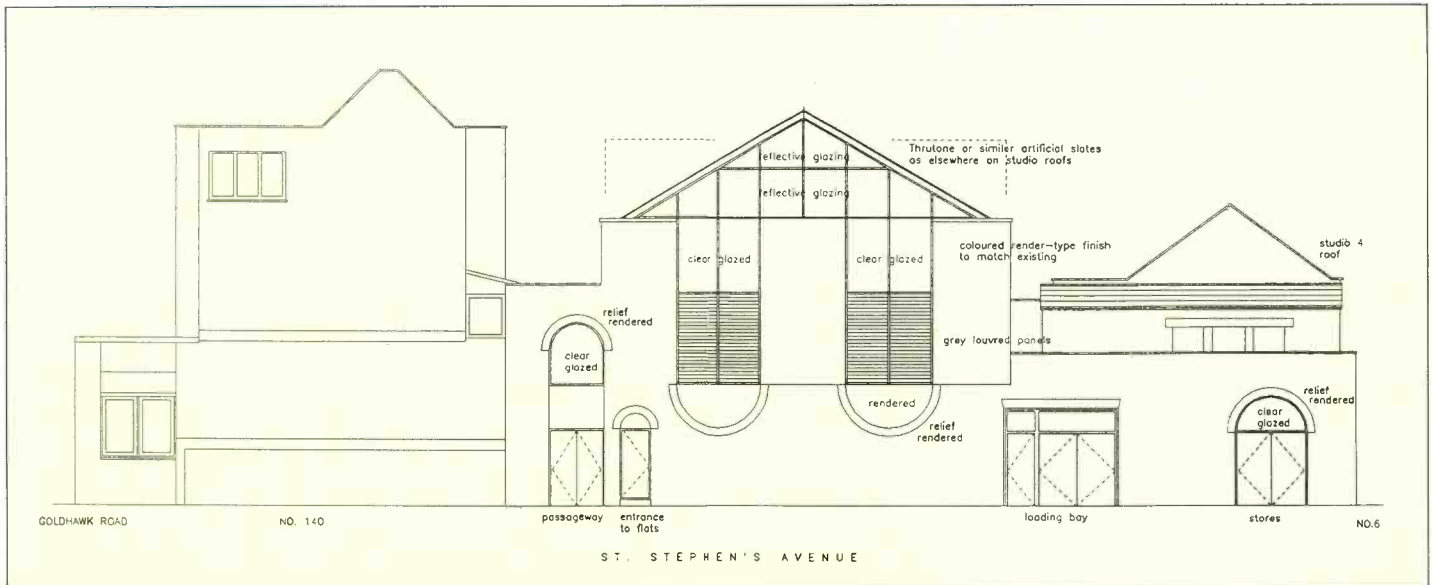 reflective glazing
Thrutone or similer artificial slates
as elsewhere on studio roofs
reflective glazing
clear glazed
clear glazed
coloured render-type finish
to match existing
studio 4
roof
relief
rendered
clear
glazed
grey louvred panels
rendered
relief
rendered
relief
rendered
clear
glazed
GOLDHAWK ROAD
NO. 140
passageway
entrance
to flats
loading bay
stores
NO.6
ST. STEPHEN'S AVENUE